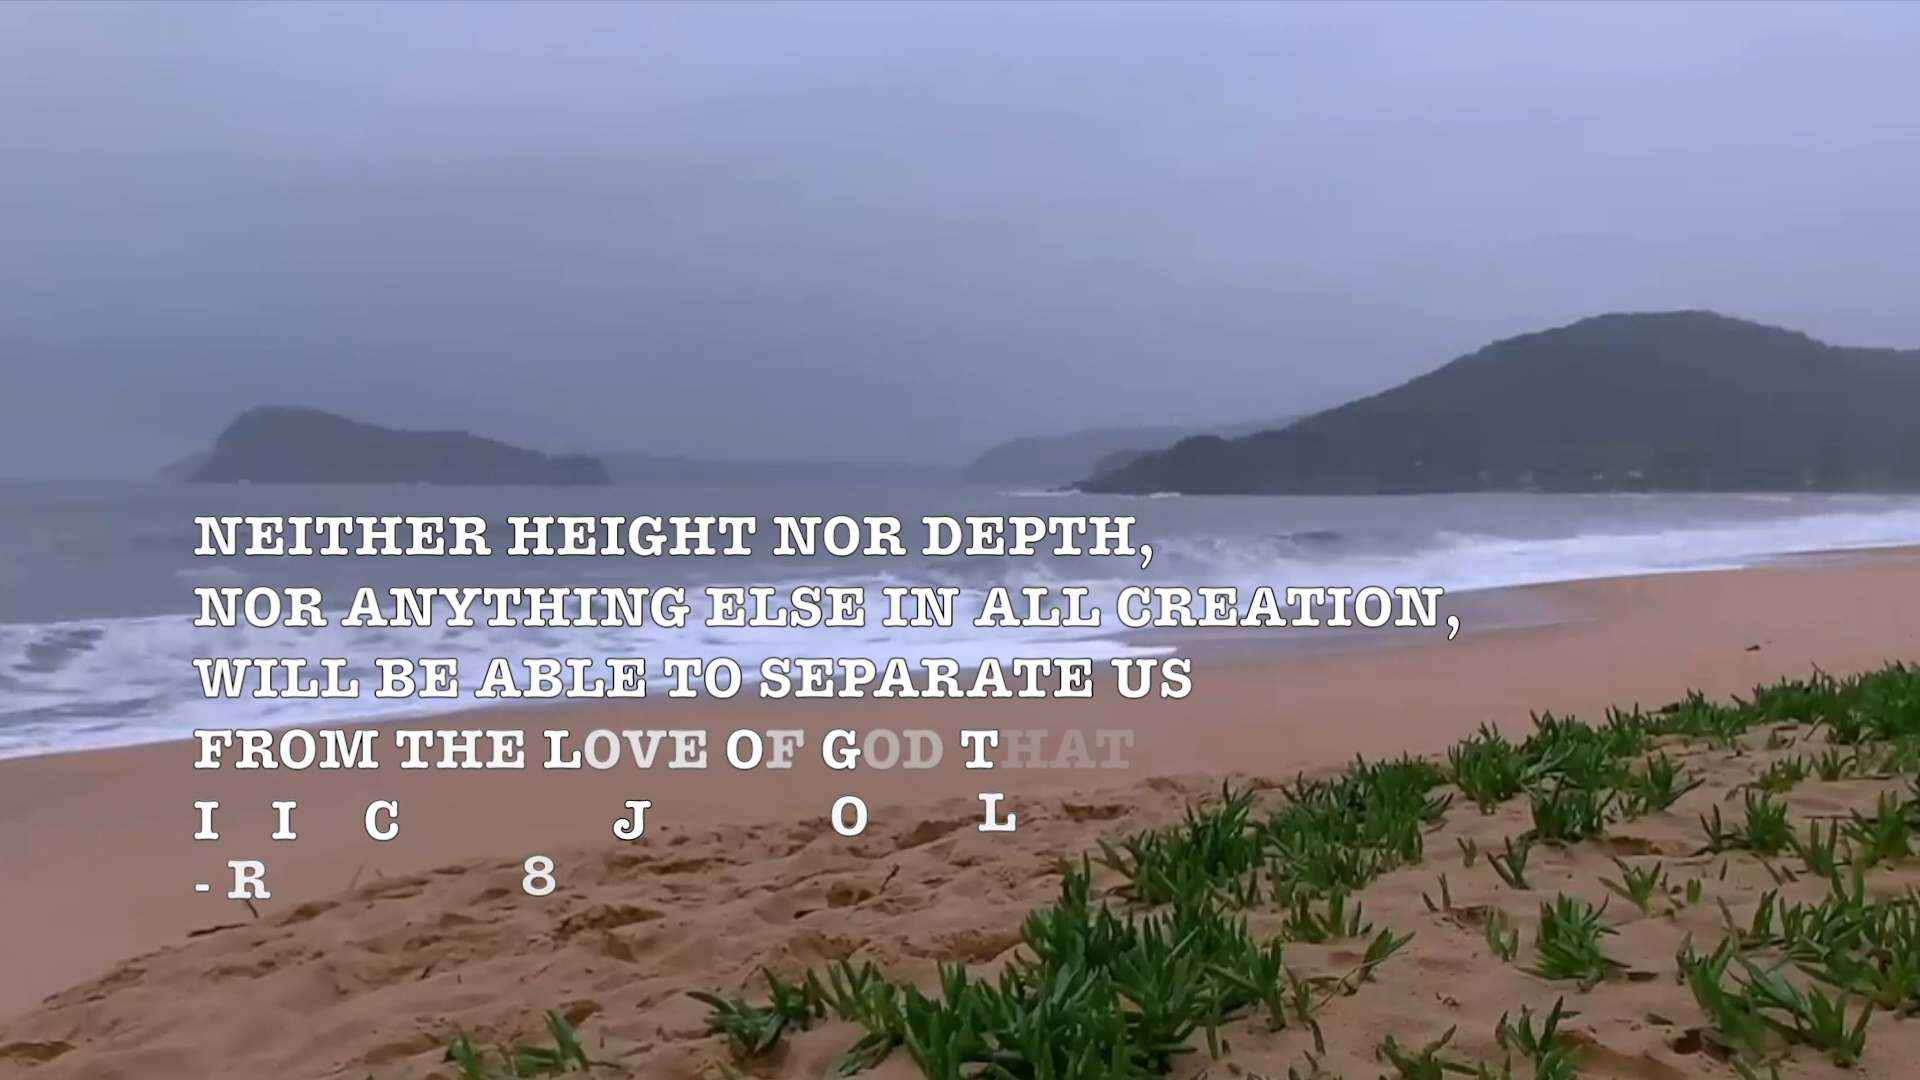 NEITHER HEIGHT NOR DEPTH,
NOR ANYTHING ELSE IN ALL CREATION,
WILL BE ABLE TO SEPARATE US
FROM THE LOVE OF GOD THAT
I I C J O L
- R 8